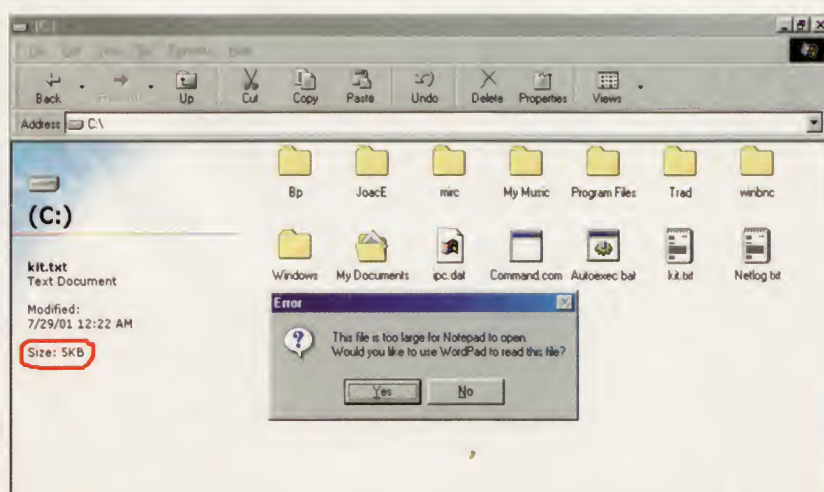 (C:)
Back
Up
Cut
Copy
Paste
Undo
Delete
Properties
Views
Address C:\
(C:)
kit.txt
Text Document
Modified:
7/29/01 12:22 AM
Size: 5KB
Bp
JoacE
mirc
My Music
Program Files
Trad
winbnc
Windows
My Documents
ipc.dat
Command.com
Autoexec.bat
kit.txt
Netlog.txt
Error
This file is too large for Notepad to open.
Would you like to use WordPad to read this file?
Yes
No